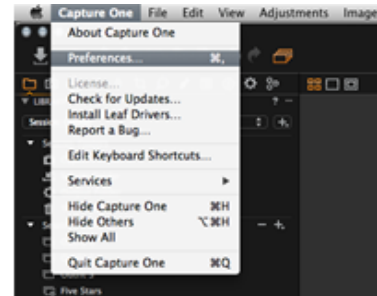 Capture One File Edit View Adjustments Image
About Capture One
Preferences... ⌘,
License...
Check for Updates...
Install Leaf Drivers...
Report a Bug...
Edit Keyboard Shortcuts...
Services
Hide Capture One ⌘H
Hide Others ⌥⌘H
Show All
Quit Capture One ⌘Q
Five Stars